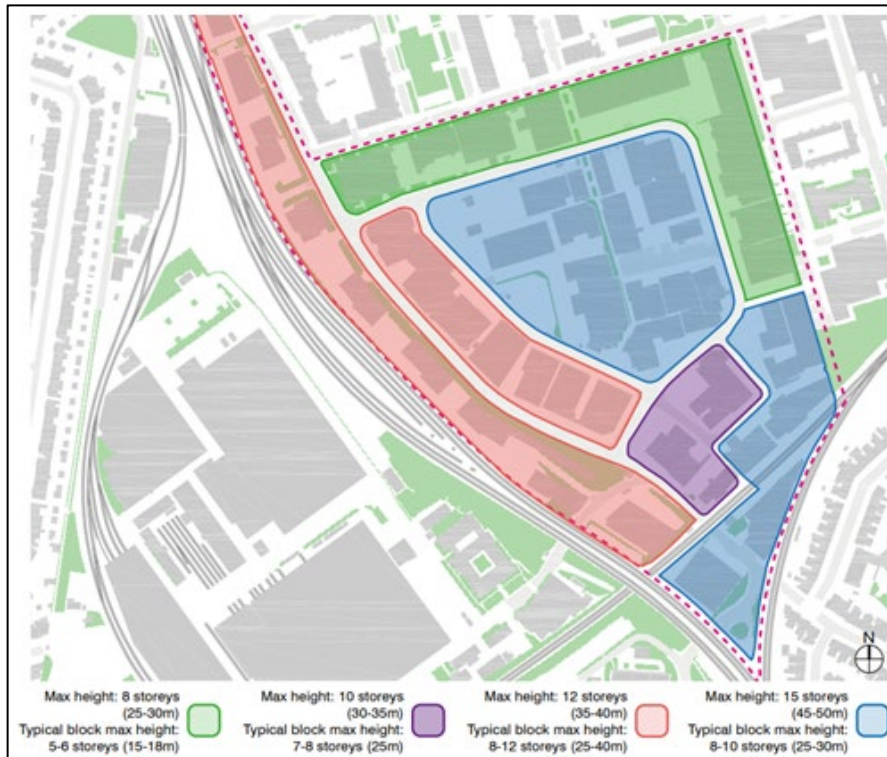 N
Max height: 8 storeys
(25-30m)
Typical block max height:
5-6 storeys (15-18m)
Max height: 10 storeys
(30-35m)
Typical block max height:
7-8 storeys (25m)
Max height: 12 storeys
(35-40m)
Typical block max height:
8-12 storeys (25-40m)
Max height: 15 storeys
(45-50m)
Typical block max height:
8-10 storeys (25-30m)